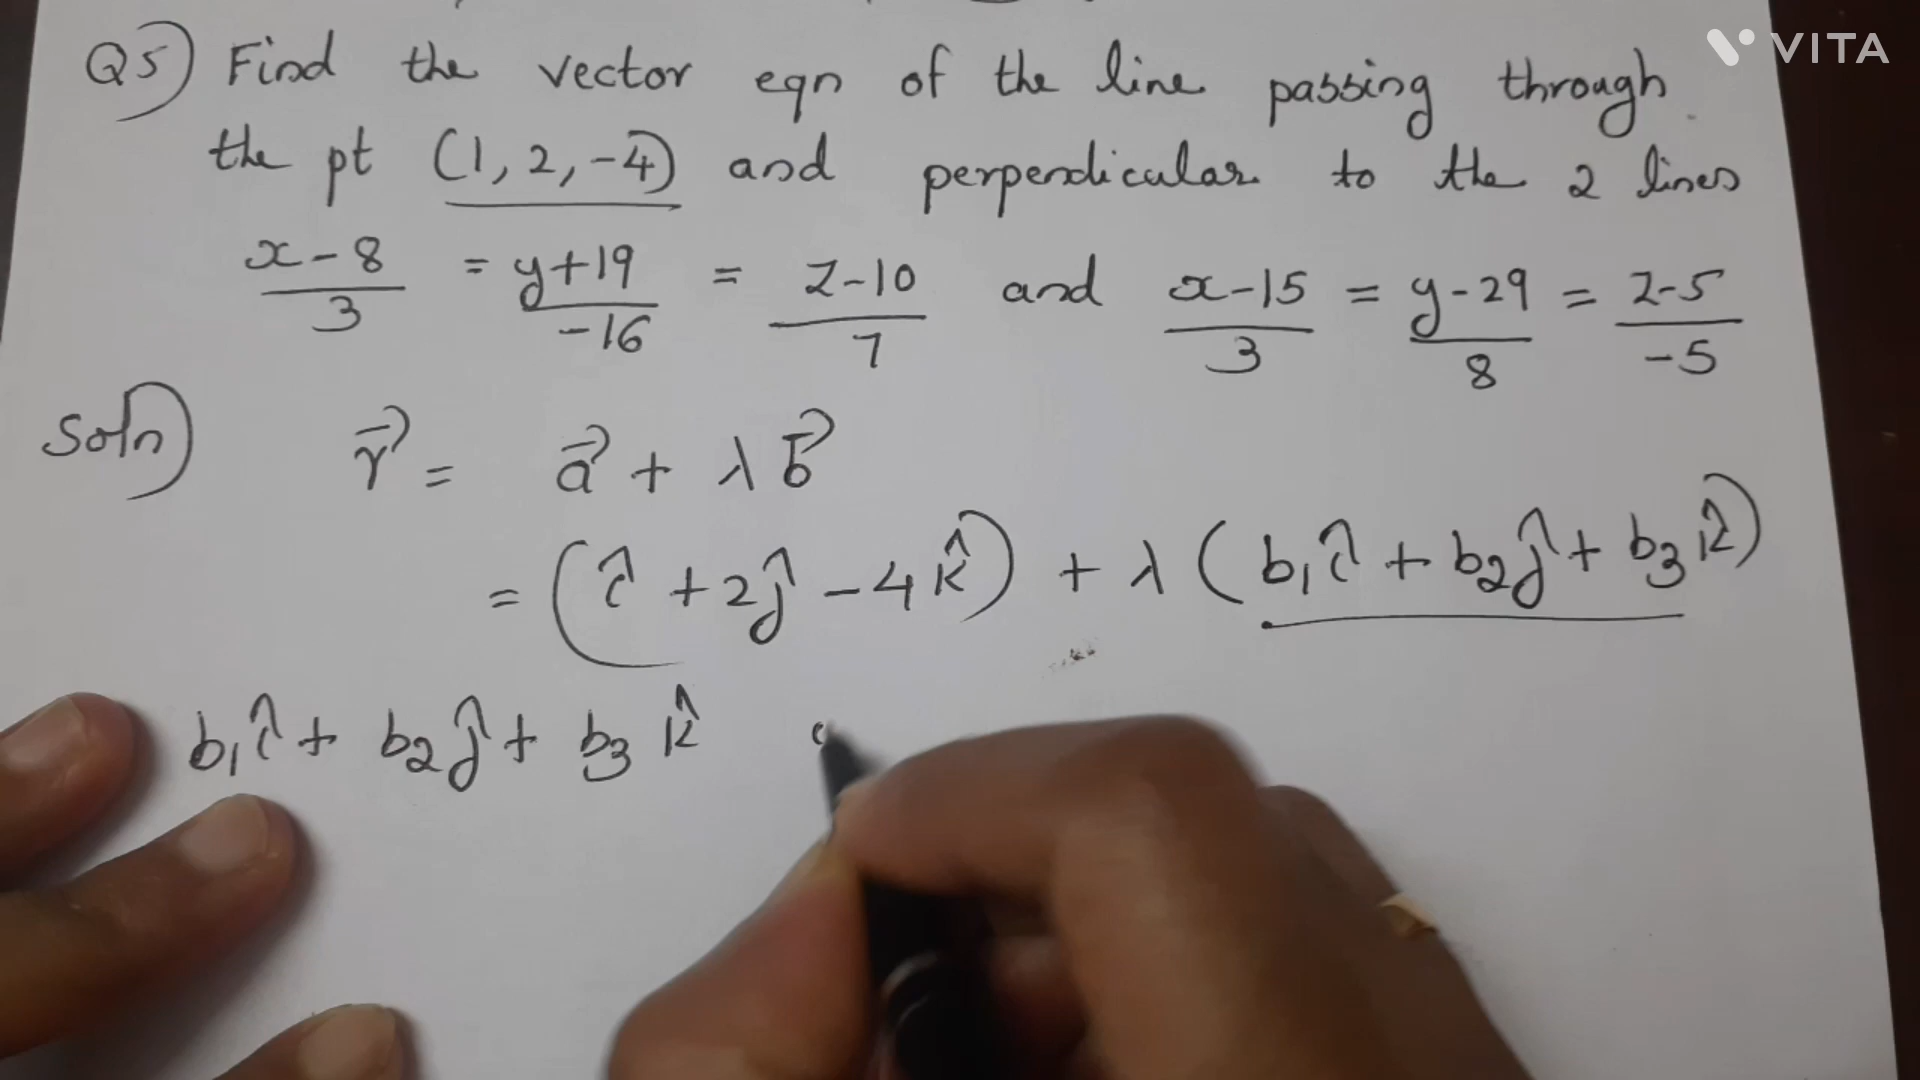 VITA
Q5) Find the vector eqn of the line passing through
the pt (1, 2, -4) and perpendicular to the 2 lines
x-8/3 = y+19/-16 = z-10/7 and x-15/3 = y-29/8 = z-5/-5
Soln) r⃗ = a⃗ + λb⃗
= (î + 2ĵ - 4k̂) + λ(b₁î + b₂ĵ + b₃k̂)
b₁î + b₂ĵ + b₃k̂